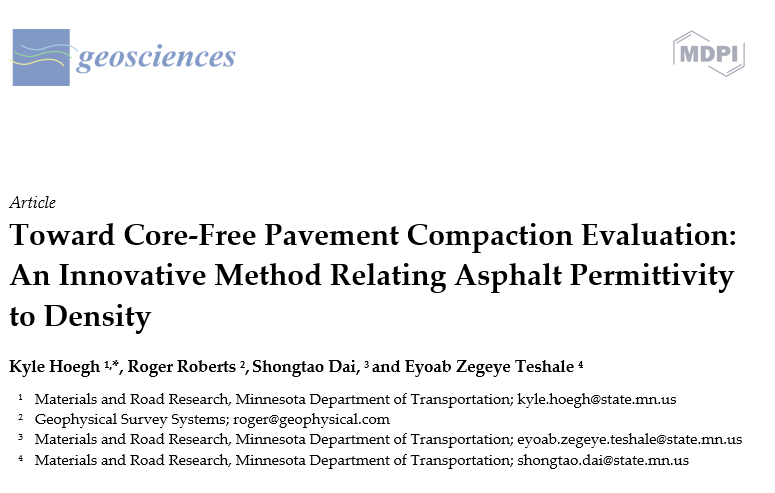 geosciences
MDPI
Article
Toward Core-Free Pavement Compaction Evaluation:
An Innovative Method Relating Asphalt Permittivity
to Density
Kyle Hoegh 1,*, Roger Roberts 2, Shongtao Dai, 3 and Eyoab Zegeye Teshale 4
1 Materials and Road Research, Minnesota Department of Transportation; kyle.hoegh@state.mn.us
2 Geophysical Survey Systems; roger@geophysical.com
3 Materials and Road Research, Minnesota Department of Transportation; eyoab.zegeye.teshale@state.mn.us
4 Materials and Road Research, Minnesota Department of Transportation; shongtao.dai@state.mn.us